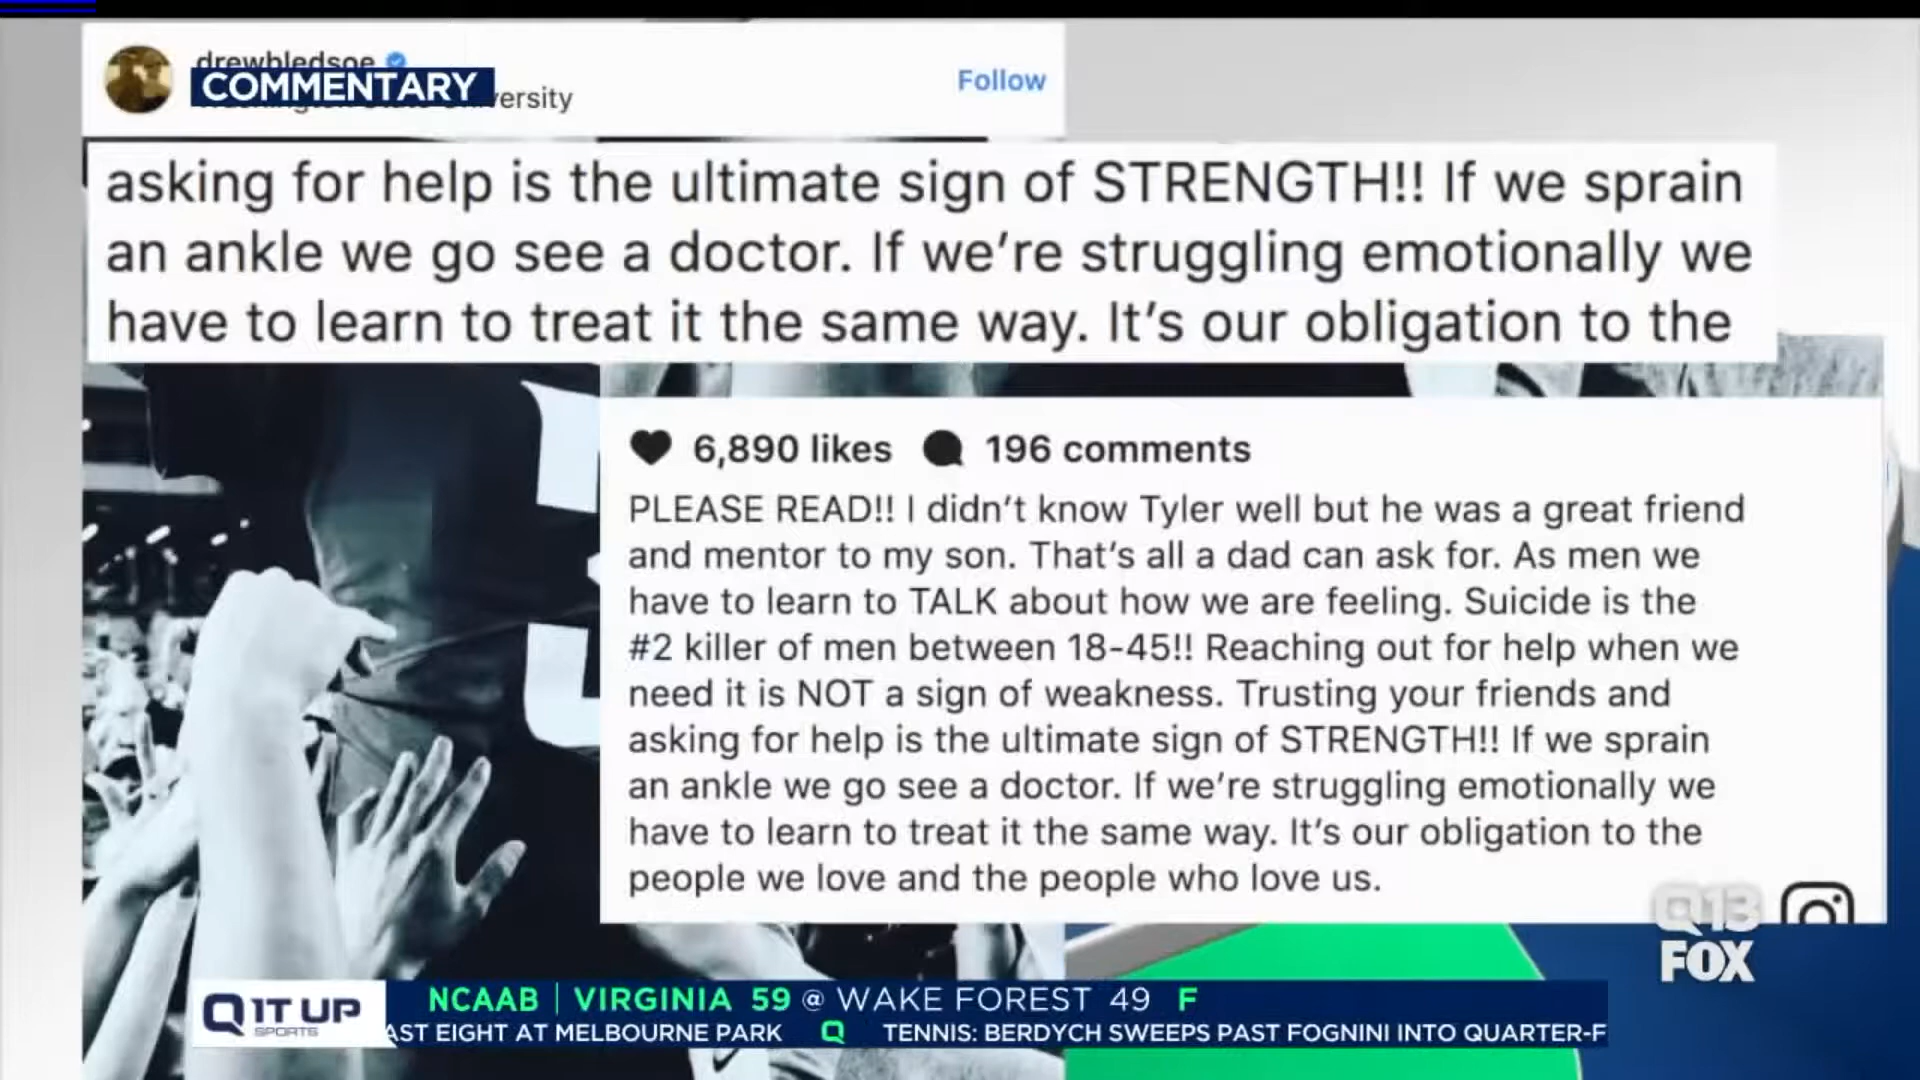 drewbledsoe
COMMENTARY
ersity
Follow
asking for help is the ultimate sign of STRENGTH!! If we sprain
an ankle we go see a doctor. If we're struggling emotionally we
have to learn to treat it the same way. It's our obligation to the
6,890 likes 196 comments
PLEASE READ!! I didn't know Tyler well but he was a great friend
and mentor to my son. That's all a dad can ask for. As men we
have to learn to TALK about how we are feeling. Suicide is the
#2 killer of men between 18-45!! Reaching out for help when we
need it is NOT a sign of weakness. Trusting your friends and
asking for help is the ultimate sign of STRENGTH!! If we sprain
an ankle we go see a doctor. If we're struggling emotionally we
have to learn to treat it the same way. It's our obligation to the
people we love and the people who love us.
Q13
FOX
Q IT UP
SPORTS
NCAAB | VIRGINIA 59 @ WAKE FOREST 49 F
AST EIGHT AT MELBOURNE PARK Q TENNIS: BERDYCH SWEEPS PAST FOGNINI INTO QUARTER-F